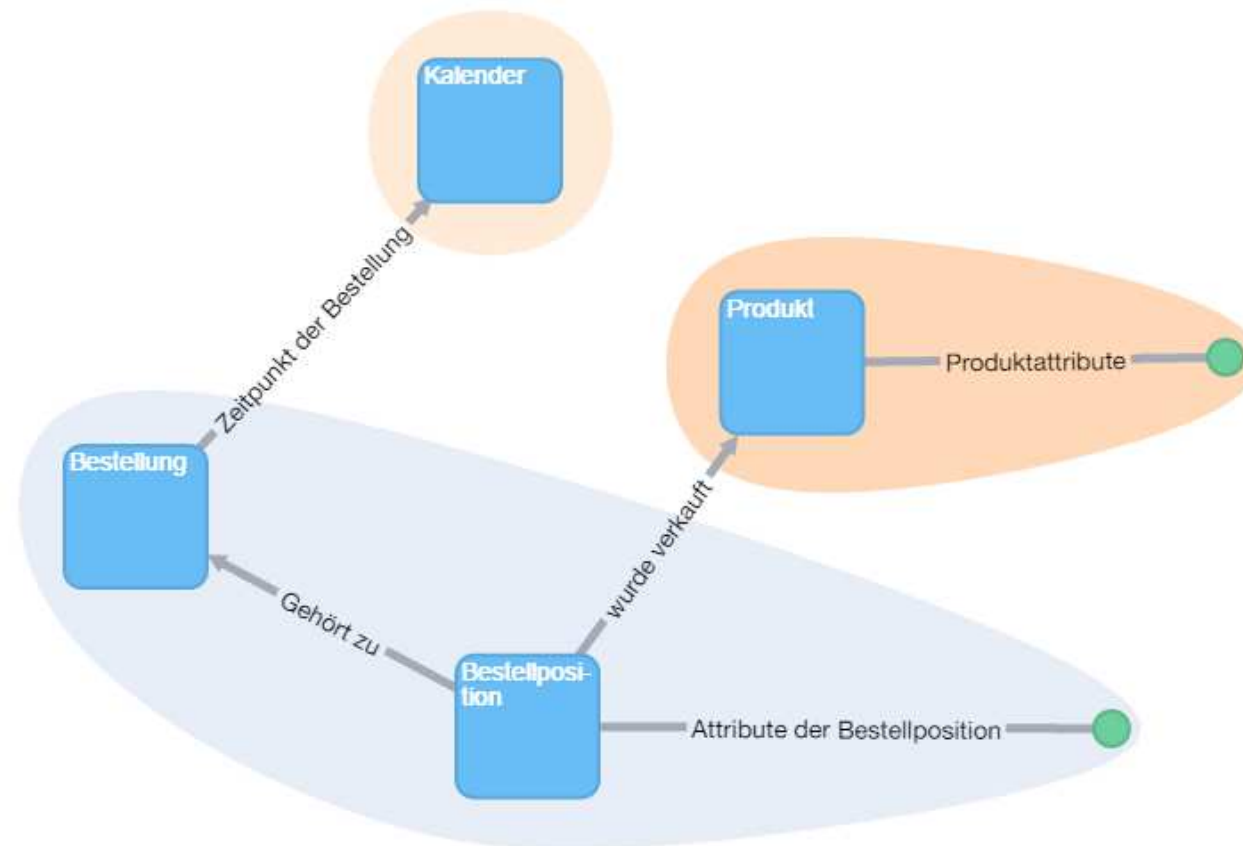 Kalender
Zeitpunkt der Bestellung
Produkt
Produktattribute
Bestellung
wurde verkauft
Gehört zu
Bestellposi-
tion
Attribute der Bestellposition